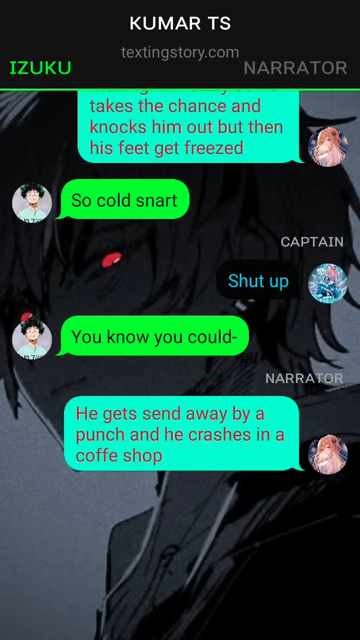 KUMAR TS
textingstory.com
IZUKU
NARRATOR
takes the chance and
knocks him out but then
his feet get freezed
So cold snart
CAPTAIN
Shut up
You know you could-
NARRATOR
He gets send away by a
punch and he crashes in a
coffe shop